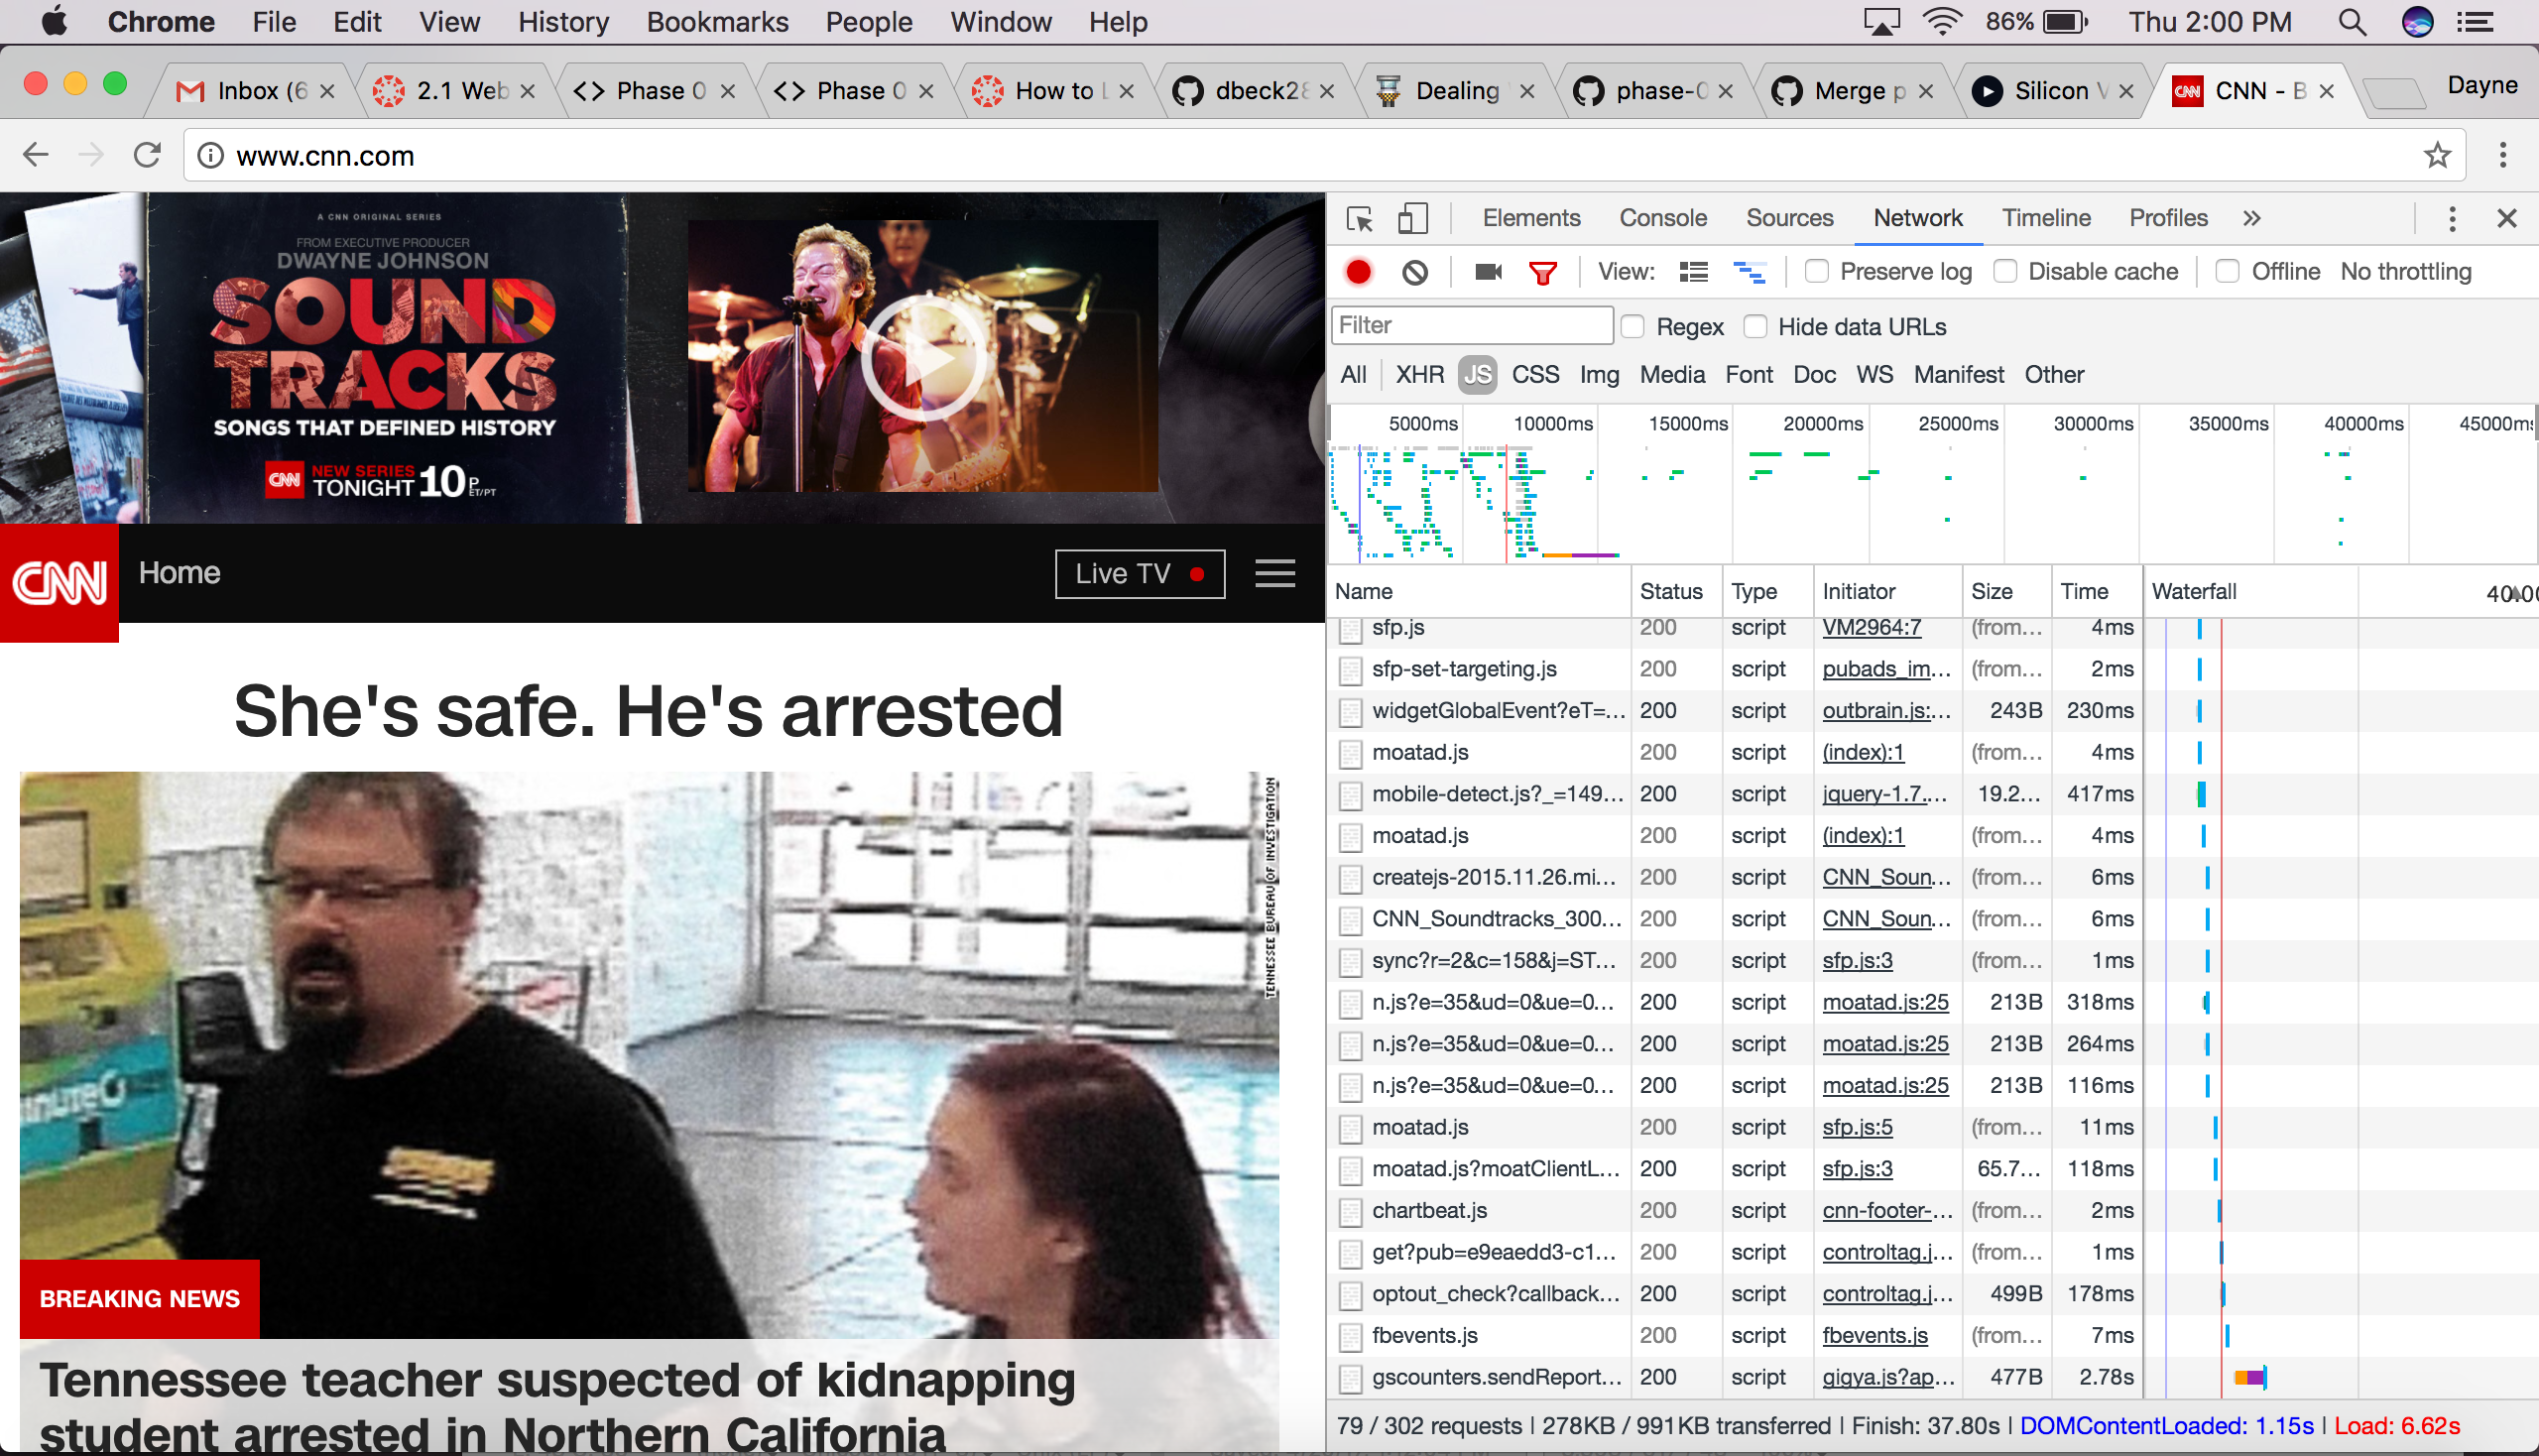 Chrome File Edit View History Bookmarks People Window Help 86% Thu 2:00 PM
Inbox (6 2.1 Web Phase 0 Phase 0 How to L dbeck28 Dealing phase-0 Merge p Silicon V CNN - B Dayne
www.cnn.com
A CNN ORIGINAL SERIES
FROM EXECUTIVE PRODUCER
DWAYNE JOHNSON
SOUND
TRACKS
SONGS THAT DEFINED HISTORY
CNN NEW SERIES TONIGHT 10 P ET/PT
CNN Home Live TV
She's safe. He's arrested
TENNESSEE BUREAU OF INVESTIGATION
BREAKING NEWS
Tennessee teacher suspected of kidnapping
student arrested in Northern California
Elements Console Sources Network Timeline Profiles »
View: Preserve log Disable cache Offline No throttling
Filter Regex Hide data URLs
All XHR JS CSS Img Media Font Doc WS Manifest Other
5000ms 10000ms 15000ms 20000ms 25000ms 30000ms 35000ms 40000ms 45000ms
Name Status Type Initiator Size Time Waterfall
sfp.js 200 script VM2964:7 (from... 4ms
sfp-set-targeting.js 200 script pubads_im... (from... 2ms
widgetGlobalEvent?eT=... 200 script outbrain.js:... 243B 230ms
moatad.js 200 script (index):1 (from... 4ms
mobile-detect.js?_=149... 200 script jquery-1.7.... 19.2... 417ms
moatad.js 200 script (index):1 (from... 4ms
createjs-2015.11.26.mi... 200 script CNN_Soun... (from... 6ms
CNN_Soundtracks_300... 200 script CNN_Soun... (from... 6ms
sync?r=2&c=158&j=ST... 200 script sfp.js:3 (from... 1ms
n.js?e=35&ud=0&ue=0... 200 script moatad.js:25 213B 318ms
n.js?e=35&ud=0&ue=0... 200 script moatad.js:25 213B 264ms
n.js?e=35&ud=0&ue=0... 200 script moatad.js:25 213B 116ms
moatad.js 200 script sfp.js:5 (from... 11ms
moatad.js?moatClientL... 200 script sfp.js:3 65.7... 118ms
chartbeat.js 200 script cnn-footer-... (from... 2ms
get?pub=e9eaedd3-c1... 200 script controltag.j... (from... 1ms
optout_check?callback... 200 script controltag.j... 499B 178ms
fbevents.js 200 script fbevents.js (from... 7ms
gscounters.sendReport... 200 script gigya.js?ap... 477B 2.78s
79 / 302 requests | 278KB / 991KB transferred | Finish: 37.80s | DOMContentLoaded: 1.15s | Load: 6.62s